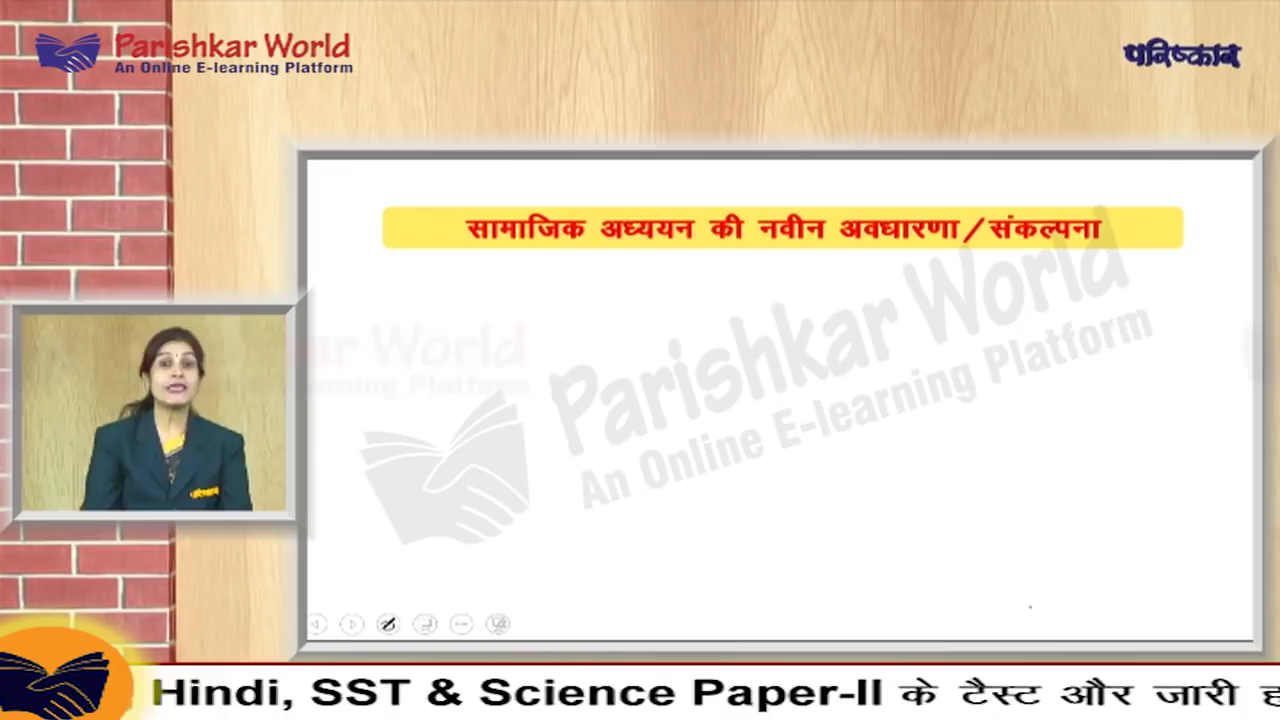 Parishkar World
An Online E-learning Platform
परिष्कार
सामाजिक अध्ययन की नवीन अवधारणा/संकल्पना
Parishkar World
An Online E-learning Platform
Hindi, SST & Science Paper-II के टैस्ट और जारी